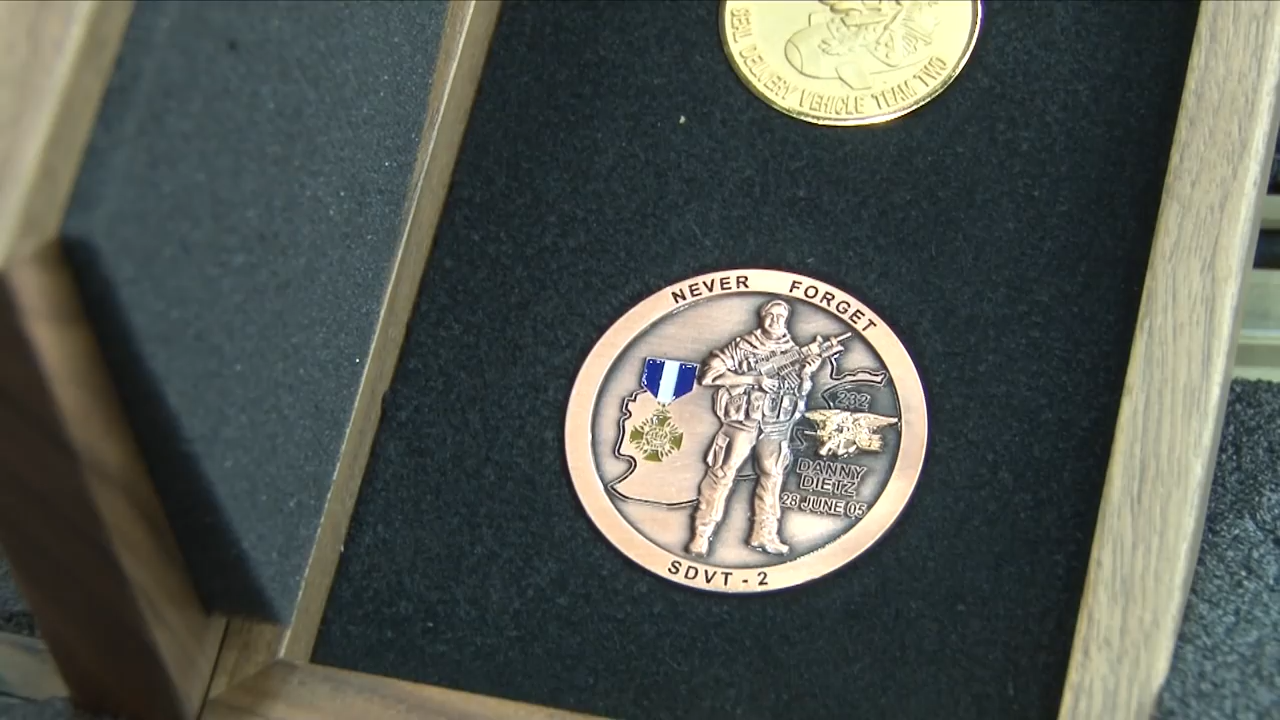 SEAL DELIVERY VEHICLE TEAM TWO
NEVER FORGET
232
DANNY
DIETZ
28 JUNE 05
SDVT - 2